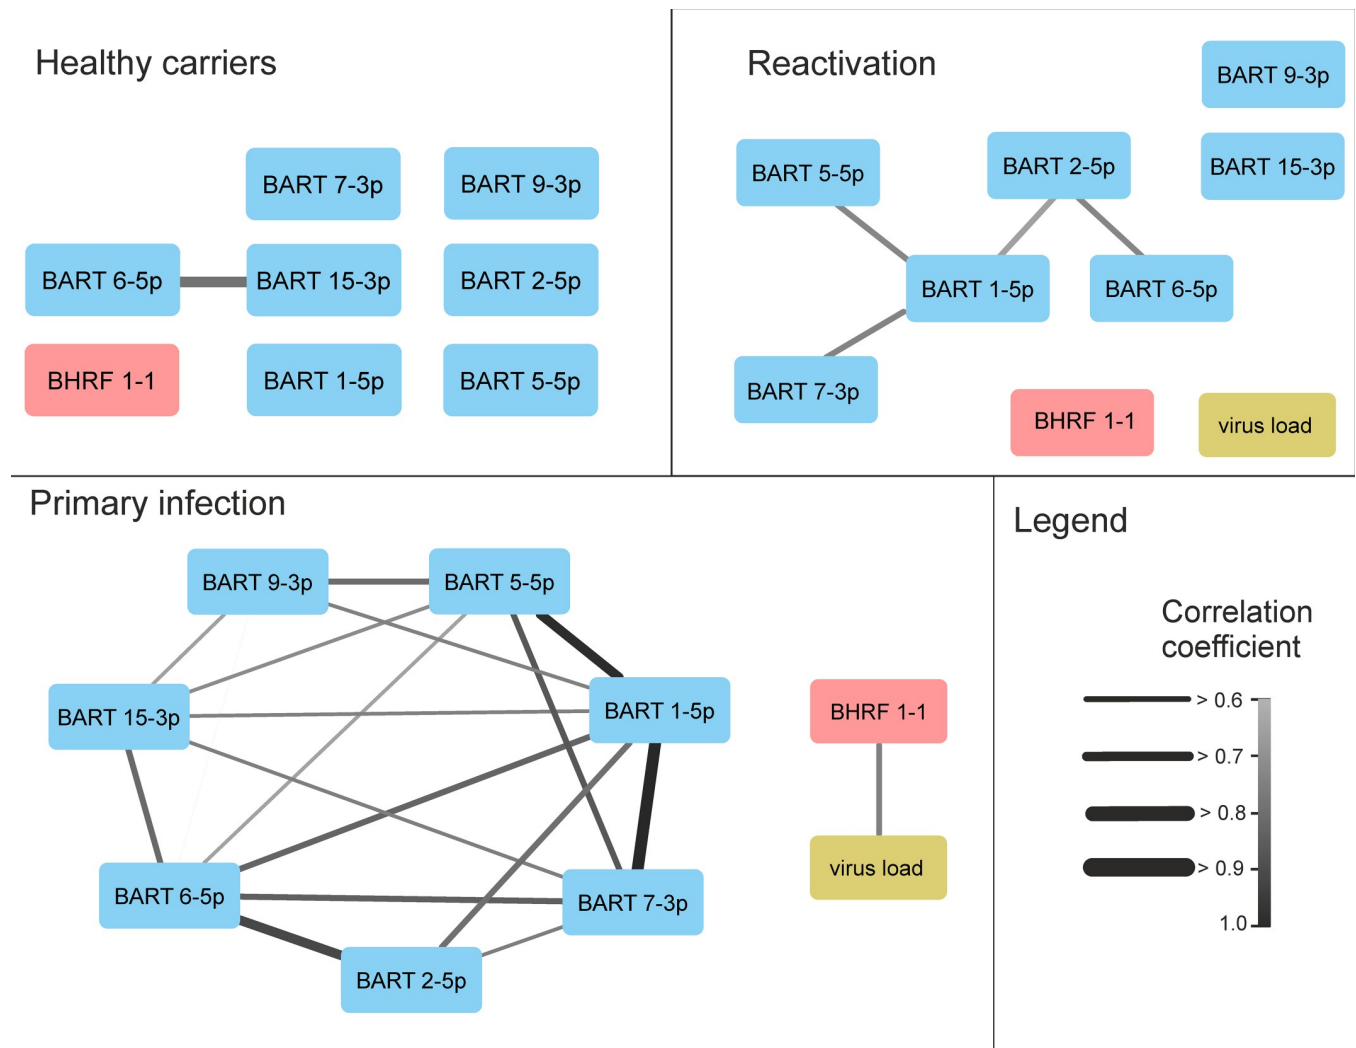 Healthy carriers
BART 7-3p
BART 9-3p
BART 6-5p
BART 15-3p
BART 2-5p
BHRF 1-1
BART 1-5p
BART 5-5p
Reactivation
BART 9-3p
BART 5-5p
BART 2-5p
BART 15-3p
BART 1-5p
BART 6-5p
BART 7-3p
BHRF 1-1
virus load
Primary infection
BART 9-3p
BART 5-5p
BART 15-3p
BART 1-5p
BHRF 1-1
BART 6-5p
BART 7-3p
virus load
BART 2-5p
Legend
Correlation
coefficient
> 0.6
> 0.7
> 0.8
> 0.9
1.0